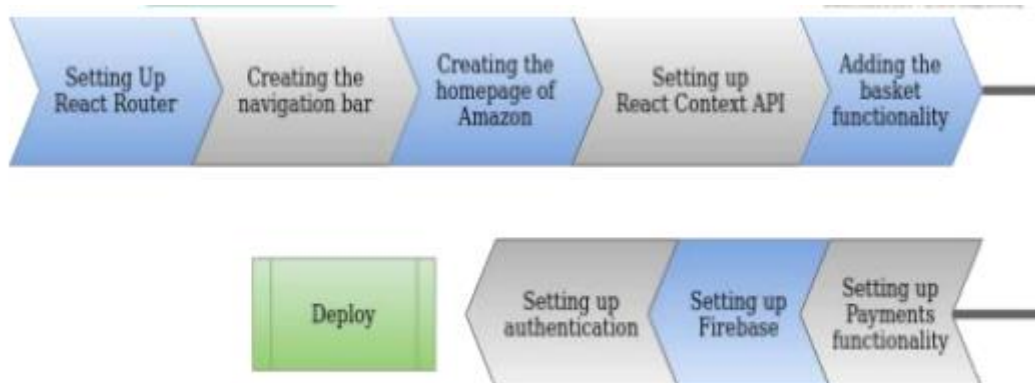 Setting Up
React Router
Creating the
navigation bar
Creating the
homepage of
Amazon
Setting up
React Context API
Adding the
basket
functionality
Setting up
Payments
functionality
Setting up
Firebase
Setting up
authentication
Deploy